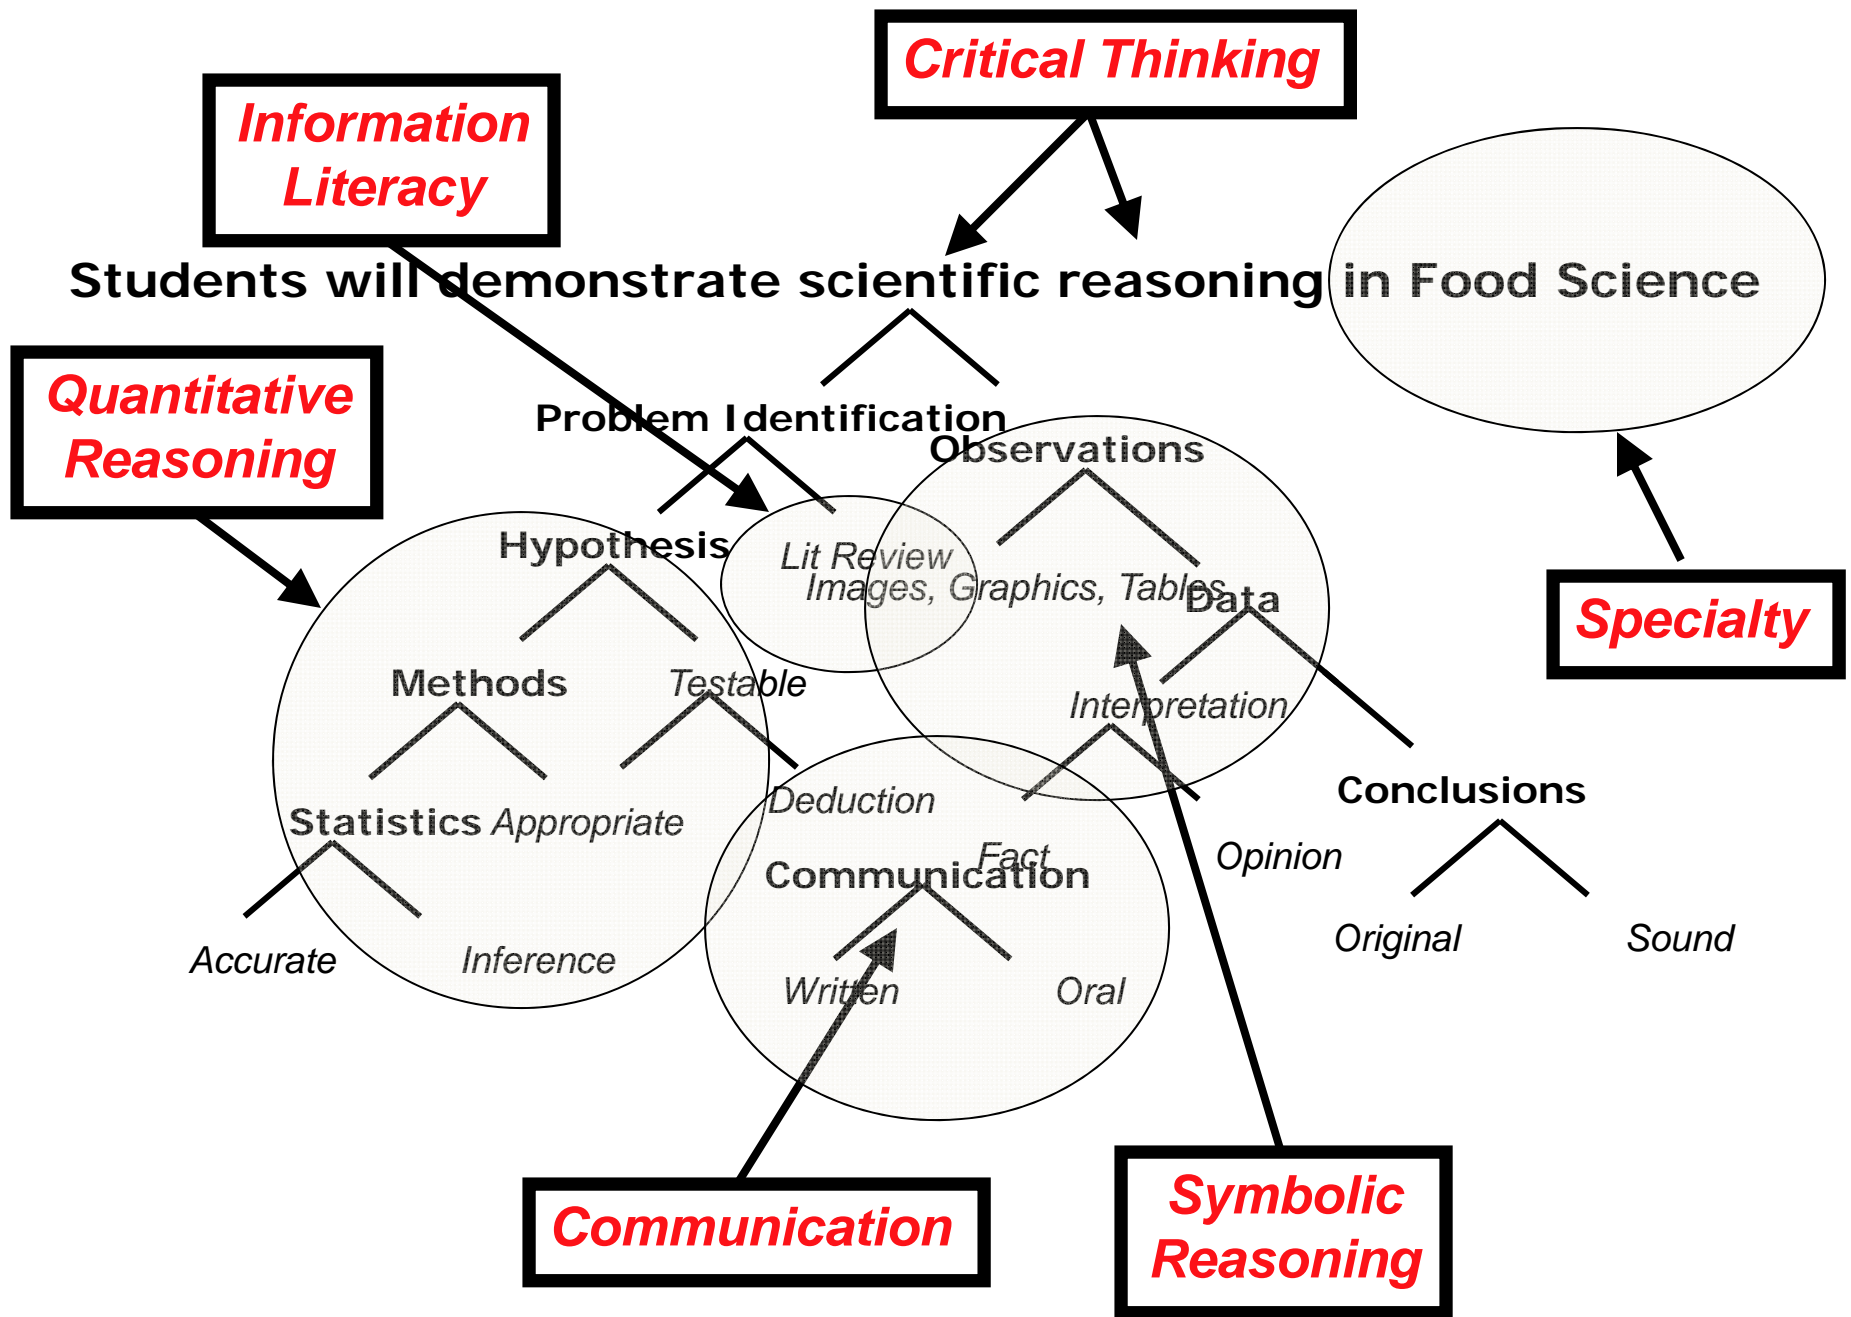 Critical Thinking
Information
Literacy
Students will demonstrate scientific reasoning in Food Science
Quantitative
Reasoning
Problem Identification
Observations
Hypothesis
Lit Review
Images, Graphics, Tables
Data
Specialty
Methods
Testable
Interpretation
Conclusions
Statistics
Appropriate
Deduction
Fact
Opinion
Communication
Original
Sound
Accurate
Inference
Written
Oral
Communication
Symbolic
Reasoning